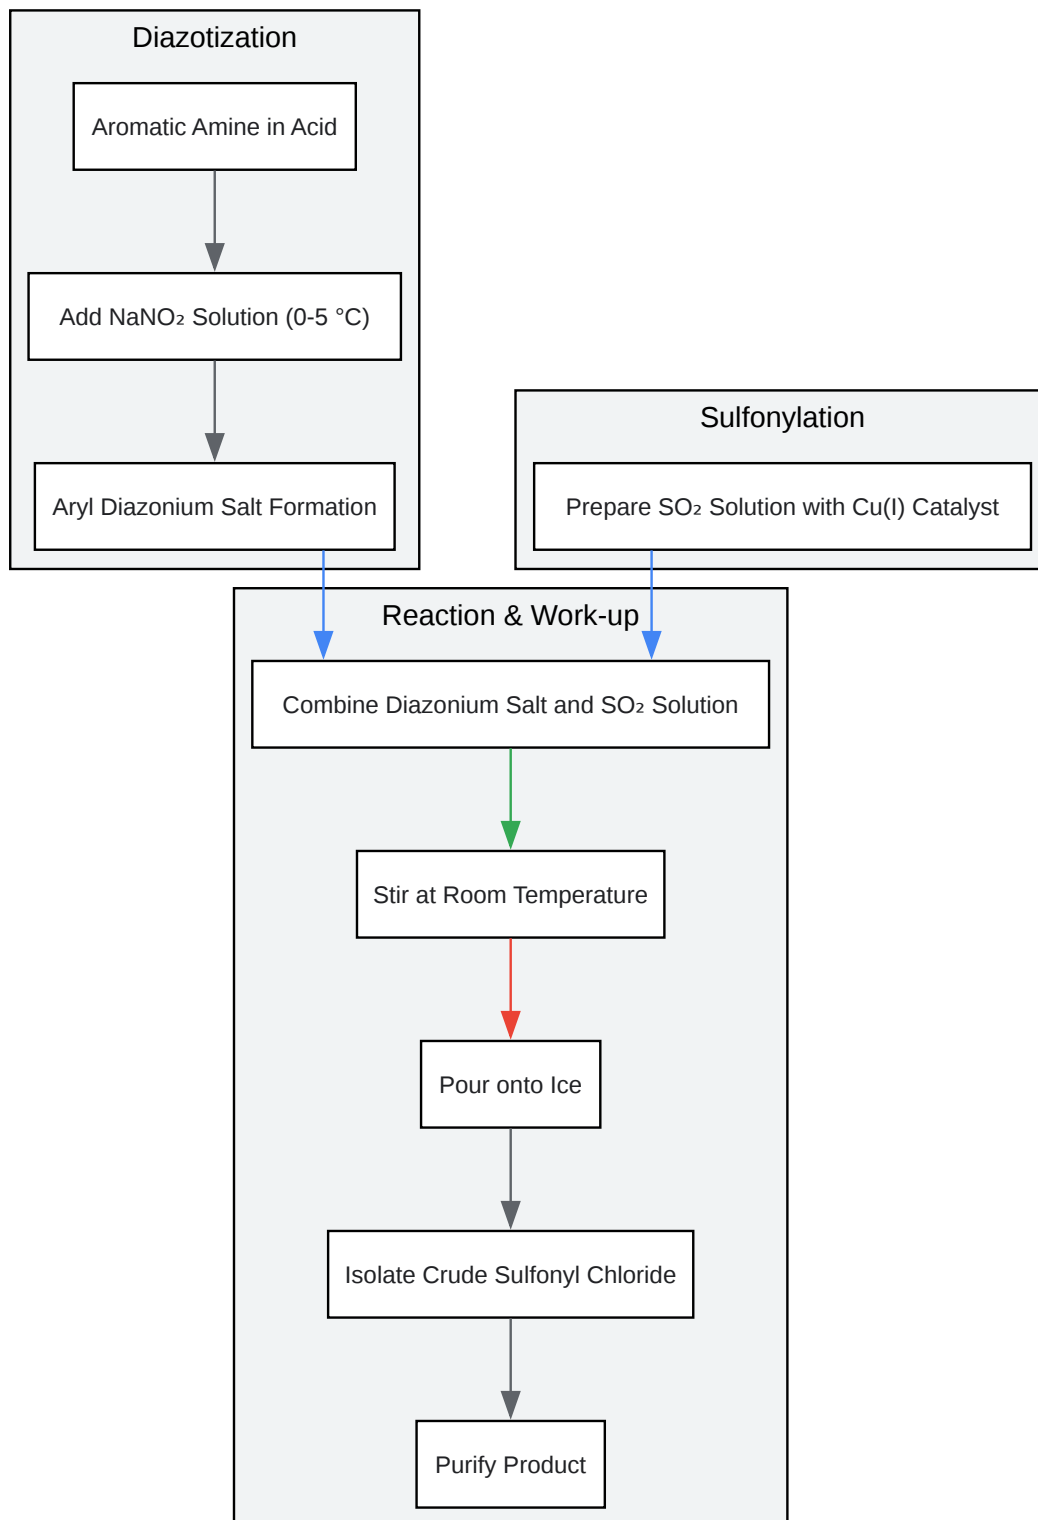 Diazotization
Aromatic Amine in Acid
Add NaNO₂ Solution (0-5 °C)
Aryl Diazonium Salt Formation
Sulfonylation
Prepare SO₂ Solution with Cu(I) Catalyst
Reaction & Work-up
Combine Diazonium Salt and SO₂ Solution
Stir at Room Temperature
Pour onto Ice
Isolate Crude Sulfonyl Chloride
Purify Product